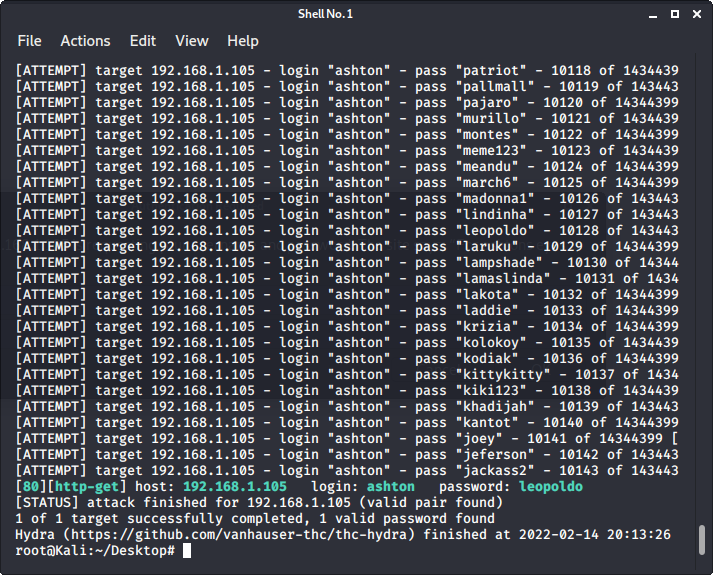 Shell No. 1
File Actions Edit View Help
[ATTEMPT] target 192.168.1.105 - login "ashton" - pass "patriot" - 10118 of 1434439
[ATTEMPT] target 192.168.1.105 - login "ashton" - pass "pallmall" - 10119 of 143443
[ATTEMPT] target 192.168.1.105 - login "ashton" - pass "pajaro" - 10120 of 14344399
[ATTEMPT] target 192.168.1.105 - login "ashton" - pass "murillo" - 10121 of 1434439
[ATTEMPT] target 192.168.1.105 - login "ashton" - pass "montes" - 10122 of 14344399
[ATTEMPT] target 192.168.1.105 - login "ashton" - pass "meme123" - 10123 of 1434439
[ATTEMPT] target 192.168.1.105 - login "ashton" - pass "meandu" - 10124 of 14344399
[ATTEMPT] target 192.168.1.105 - login "ashton" - pass "march6" - 10125 of 14344399
[ATTEMPT] target 192.168.1.105 - login "ashton" - pass "madonna1" - 10126 of 143443
[ATTEMPT] target 192.168.1.105 - login "ashton" - pass "lindinha" - 10127 of 143443
[ATTEMPT] target 192.168.1.105 - login "ashton" - pass "leopoldo" - 10128 of 143443
[ATTEMPT] target 192.168.1.105 - login "ashton" - pass "laruku" - 10129 of 14344399
[ATTEMPT] target 192.168.1.105 - login "ashton" - pass "lampshade" - 10130 of 14344
[ATTEMPT] target 192.168.1.105 - login "ashton" - pass "lamaslinda" - 10131 of 1434
[ATTEMPT] target 192.168.1.105 - login "ashton" - pass "lakota" - 10132 of 14344399
[ATTEMPT] target 192.168.1.105 - login "ashton" - pass "laddie" - 10133 of 14344399
[ATTEMPT] target 192.168.1.105 - login "ashton" - pass "krizia" - 10134 of 14344399
[ATTEMPT] target 192.168.1.105 - login "ashton" - pass "kolokoy" - 10135 of 1434439
[ATTEMPT] target 192.168.1.105 - login "ashton" - pass "kodiak" - 10136 of 14344399
[ATTEMPT] target 192.168.1.105 - login "ashton" - pass "kittykitty" - 10137 of 1434
[ATTEMPT] target 192.168.1.105 - login "ashton" - pass "kiki123" - 10138 of 1434439
[ATTEMPT] target 192.168.1.105 - login "ashton" - pass "khadijah" - 10139 of 143443
[ATTEMPT] target 192.168.1.105 - login "ashton" - pass "kantot" - 10140 of 14344399
[ATTEMPT] target 192.168.1.105 - login "ashton" - pass "joey" - 10141 of 14344399 [
[ATTEMPT] target 192.168.1.105 - login "ashton" - pass "jeferson" - 10142 of 143443
[ATTEMPT] target 192.168.1.105 - login "ashton" - pass "jackass2" - 10143 of 143443
[80][http-get] host: 192.168.1.105   login: ashton   password: leopoldo
[STATUS] attack finished for 192.168.1.105 (valid pair found)
1 of 1 target successfully completed, 1 valid password found
Hydra (https://github.com/vanhauser-thc/thc-hydra) finished at 2022-02-14 20:13:26
root@Kali:~/Desktop#